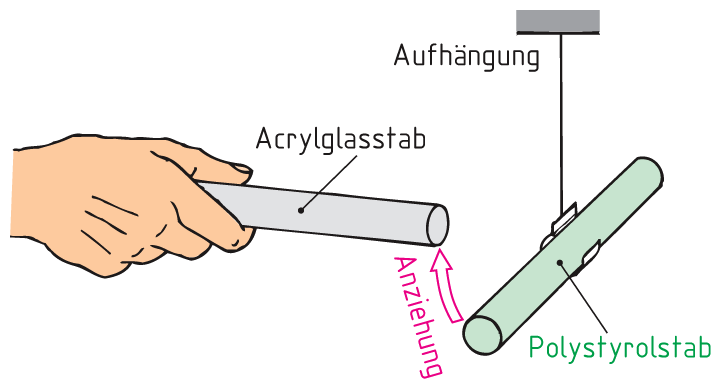 Aufhängung
Acrylglasstab
Anziehung
Polystyrolstab